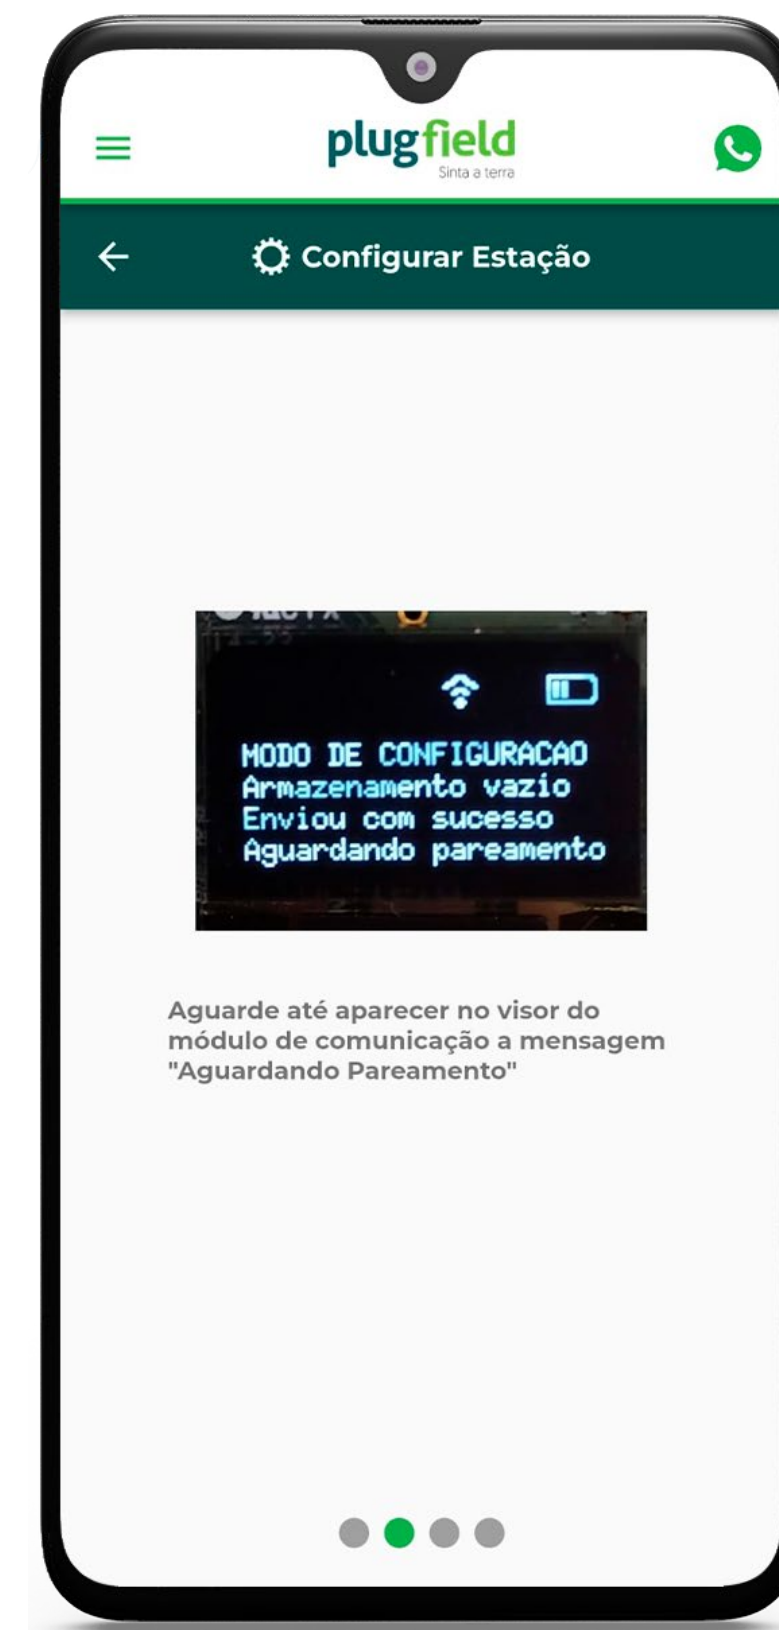 plugfield
Sinta a terra
Configurar Estação
MODO DE CONFIGURACAO
Armazenamento vazio
Enviou com sucesso
Aguardando pareamento
Aguarde até aparecer no visor do
módulo de comunicação a mensagem
"Aguardando Pareamento"